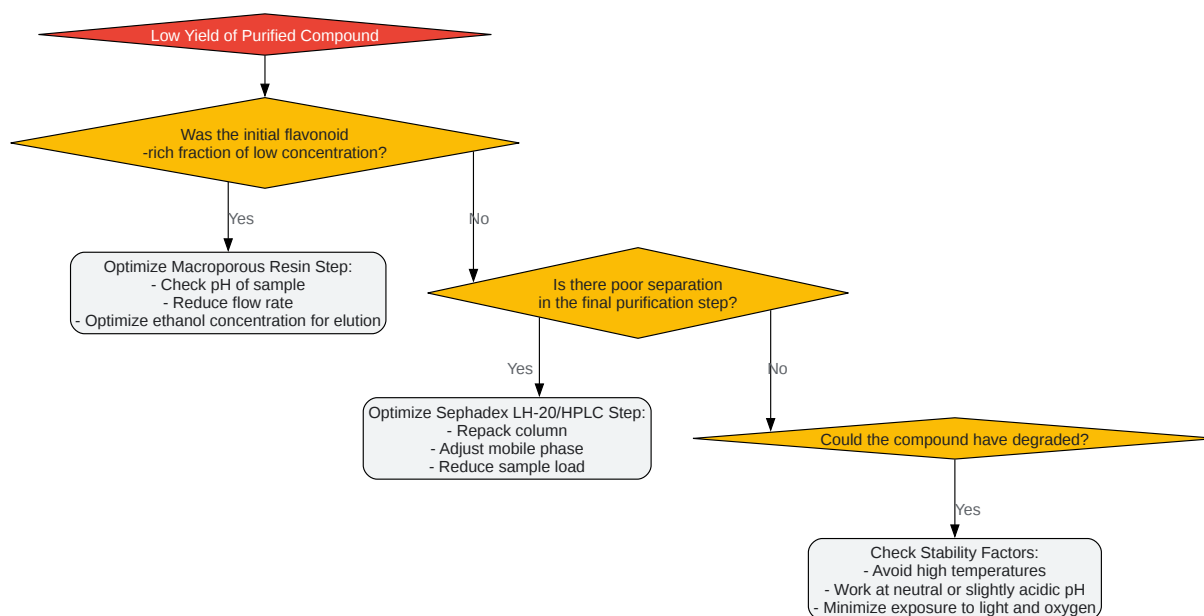 Low Yield of Purified Compound
Was the initial flavonoid
-rich fraction of low concentration?
Yes
No
Optimize Macroporous Resin Step:
- Check pH of sample
- Reduce flow rate
- Optimize ethanol concentration for elution
Is there poor separation
in the final purification step?
Yes
No
Optimize Sephadex LH-20/HPLC Step:
- Repack column
- Adjust mobile phase
- Reduce sample load
Could the compound have degraded?
Yes
Check Stability Factors:
- Avoid high temperatures
- Work at neutral or slightly acidic pH
- Minimize exposure to light and oxygen